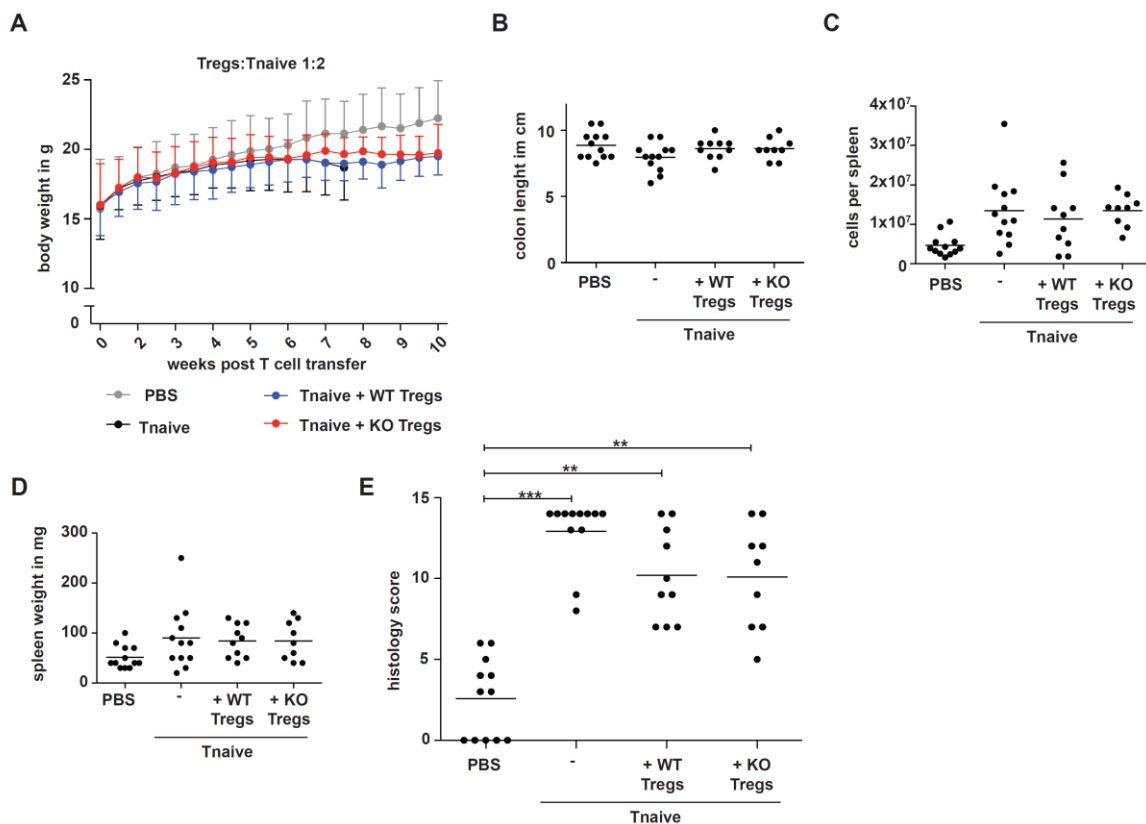 A
Tregs:Tnaive 1:2
25
20
15
10
0
body weight in g
0 1 2 3 4 5 6 7 8 9 10
weeks post T cell transfer
PBS
Tnaive + WT Tregs
Tnaive
Tnaive + KO Tregs
B
10
5
0
colon lenght im cm
PBS
-
+ WT
Tregs
+ KO
Tregs
Tnaive
C
4x10⁷
3x10⁷
2x10⁷
1x10⁷
0
cells per spleen
PBS
-
+ WT
Tregs
+ KO
Tregs
Tnaive
D
300
200
100
0
spleen weight in mg
PBS
-
+ WT
Tregs
+ KO
Tregs
Tnaive
E
**
**
***
15
10
5
0
histology score
PBS
-
+ WT
Tregs
+ KO
Tregs
Tnaive